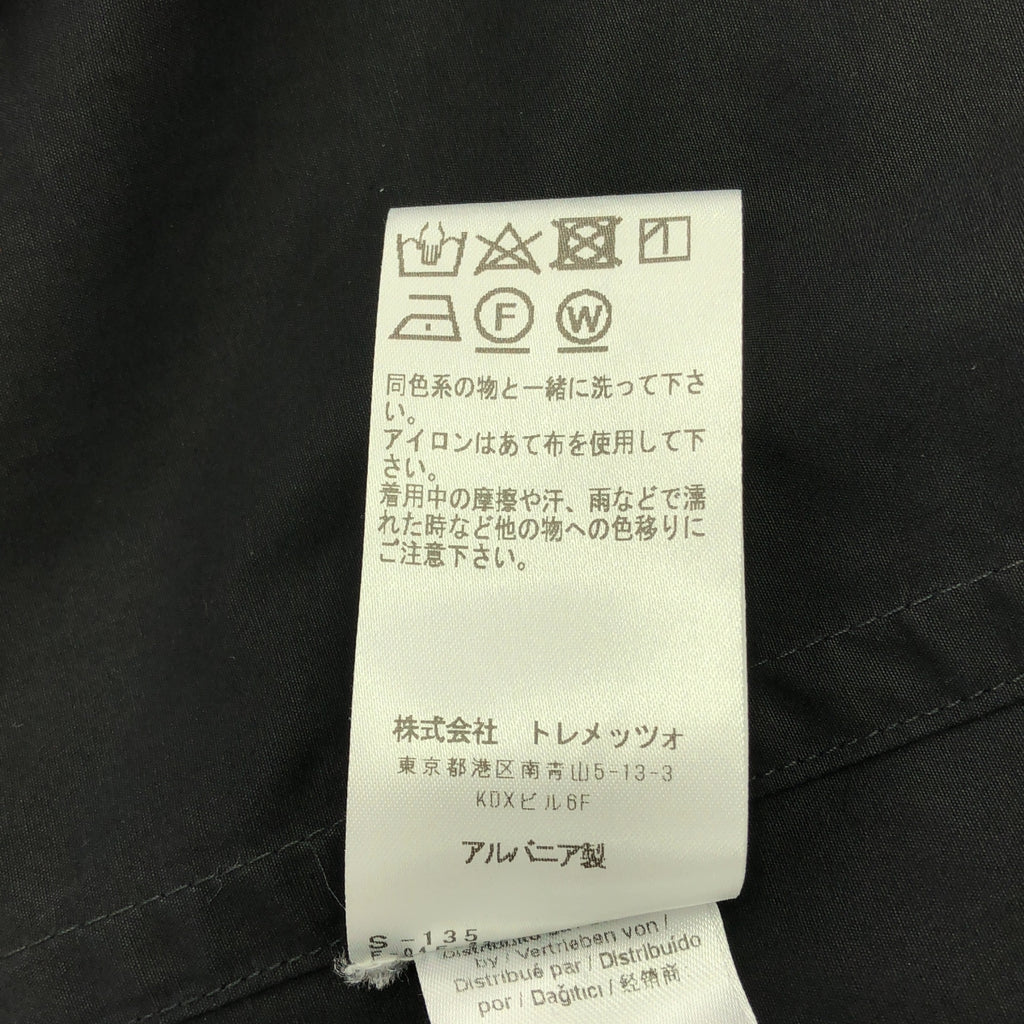 F W
同色系の物と一緒に洗って下さ
い。
アイロンはあて布を使用して下
さい。
着用中の摩擦や汗、雨などで濡
れた時など他の物への色移りに
ご注意下さい。
株式会社 トレメッツォ
東京都港区南青山5-13-3
KDXビル6F
アルバニア製
S -135
by / Vertrieben von /
Distribué par / Distribuído
por / Dağıtıcı / 经销商